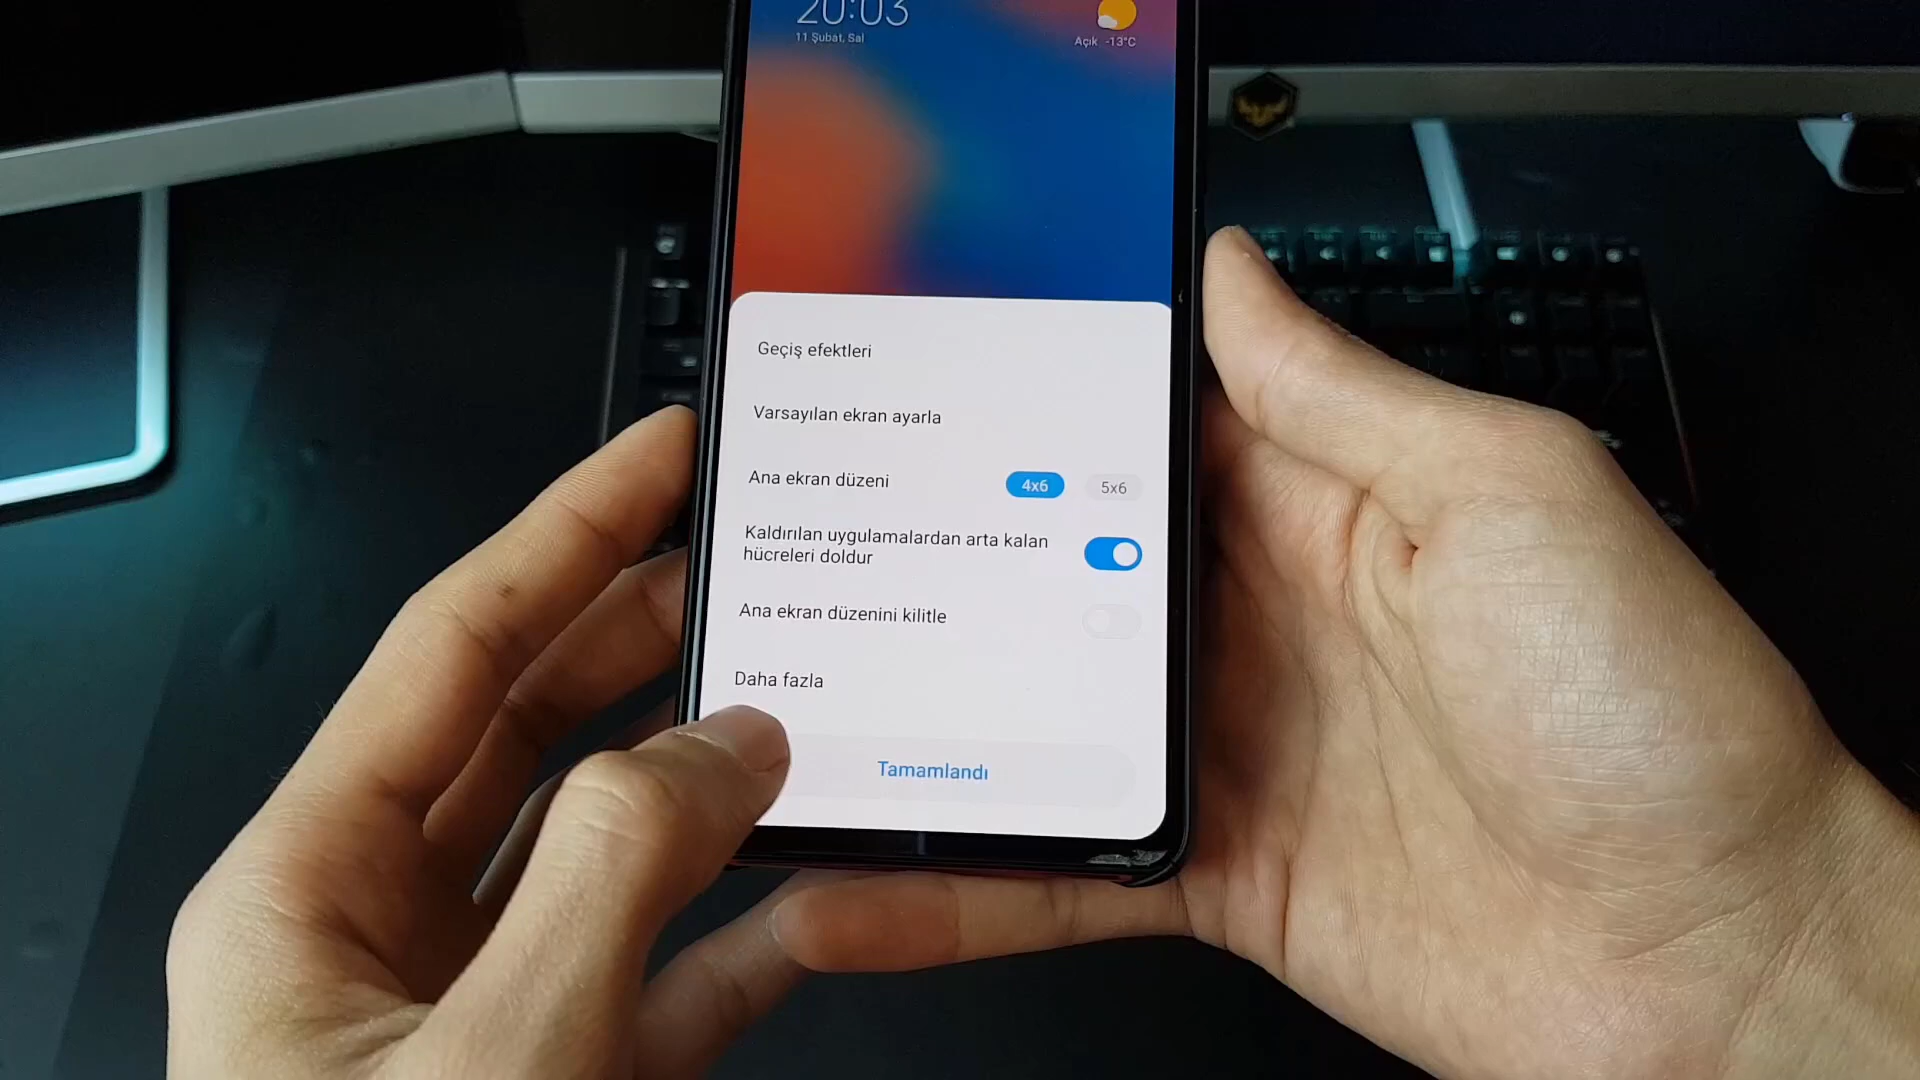 20:03
11 Şubat, Sal
Açık -13°C
Geçiş efektleri
Varsayılan ekran ayarla
Ana ekran düzeni 4x6 5x6
Kaldırılan uygulamalardan arta kalan
hücreleri doldur
Ana ekran düzenini kilitle
Daha fazla
Tamamlandı